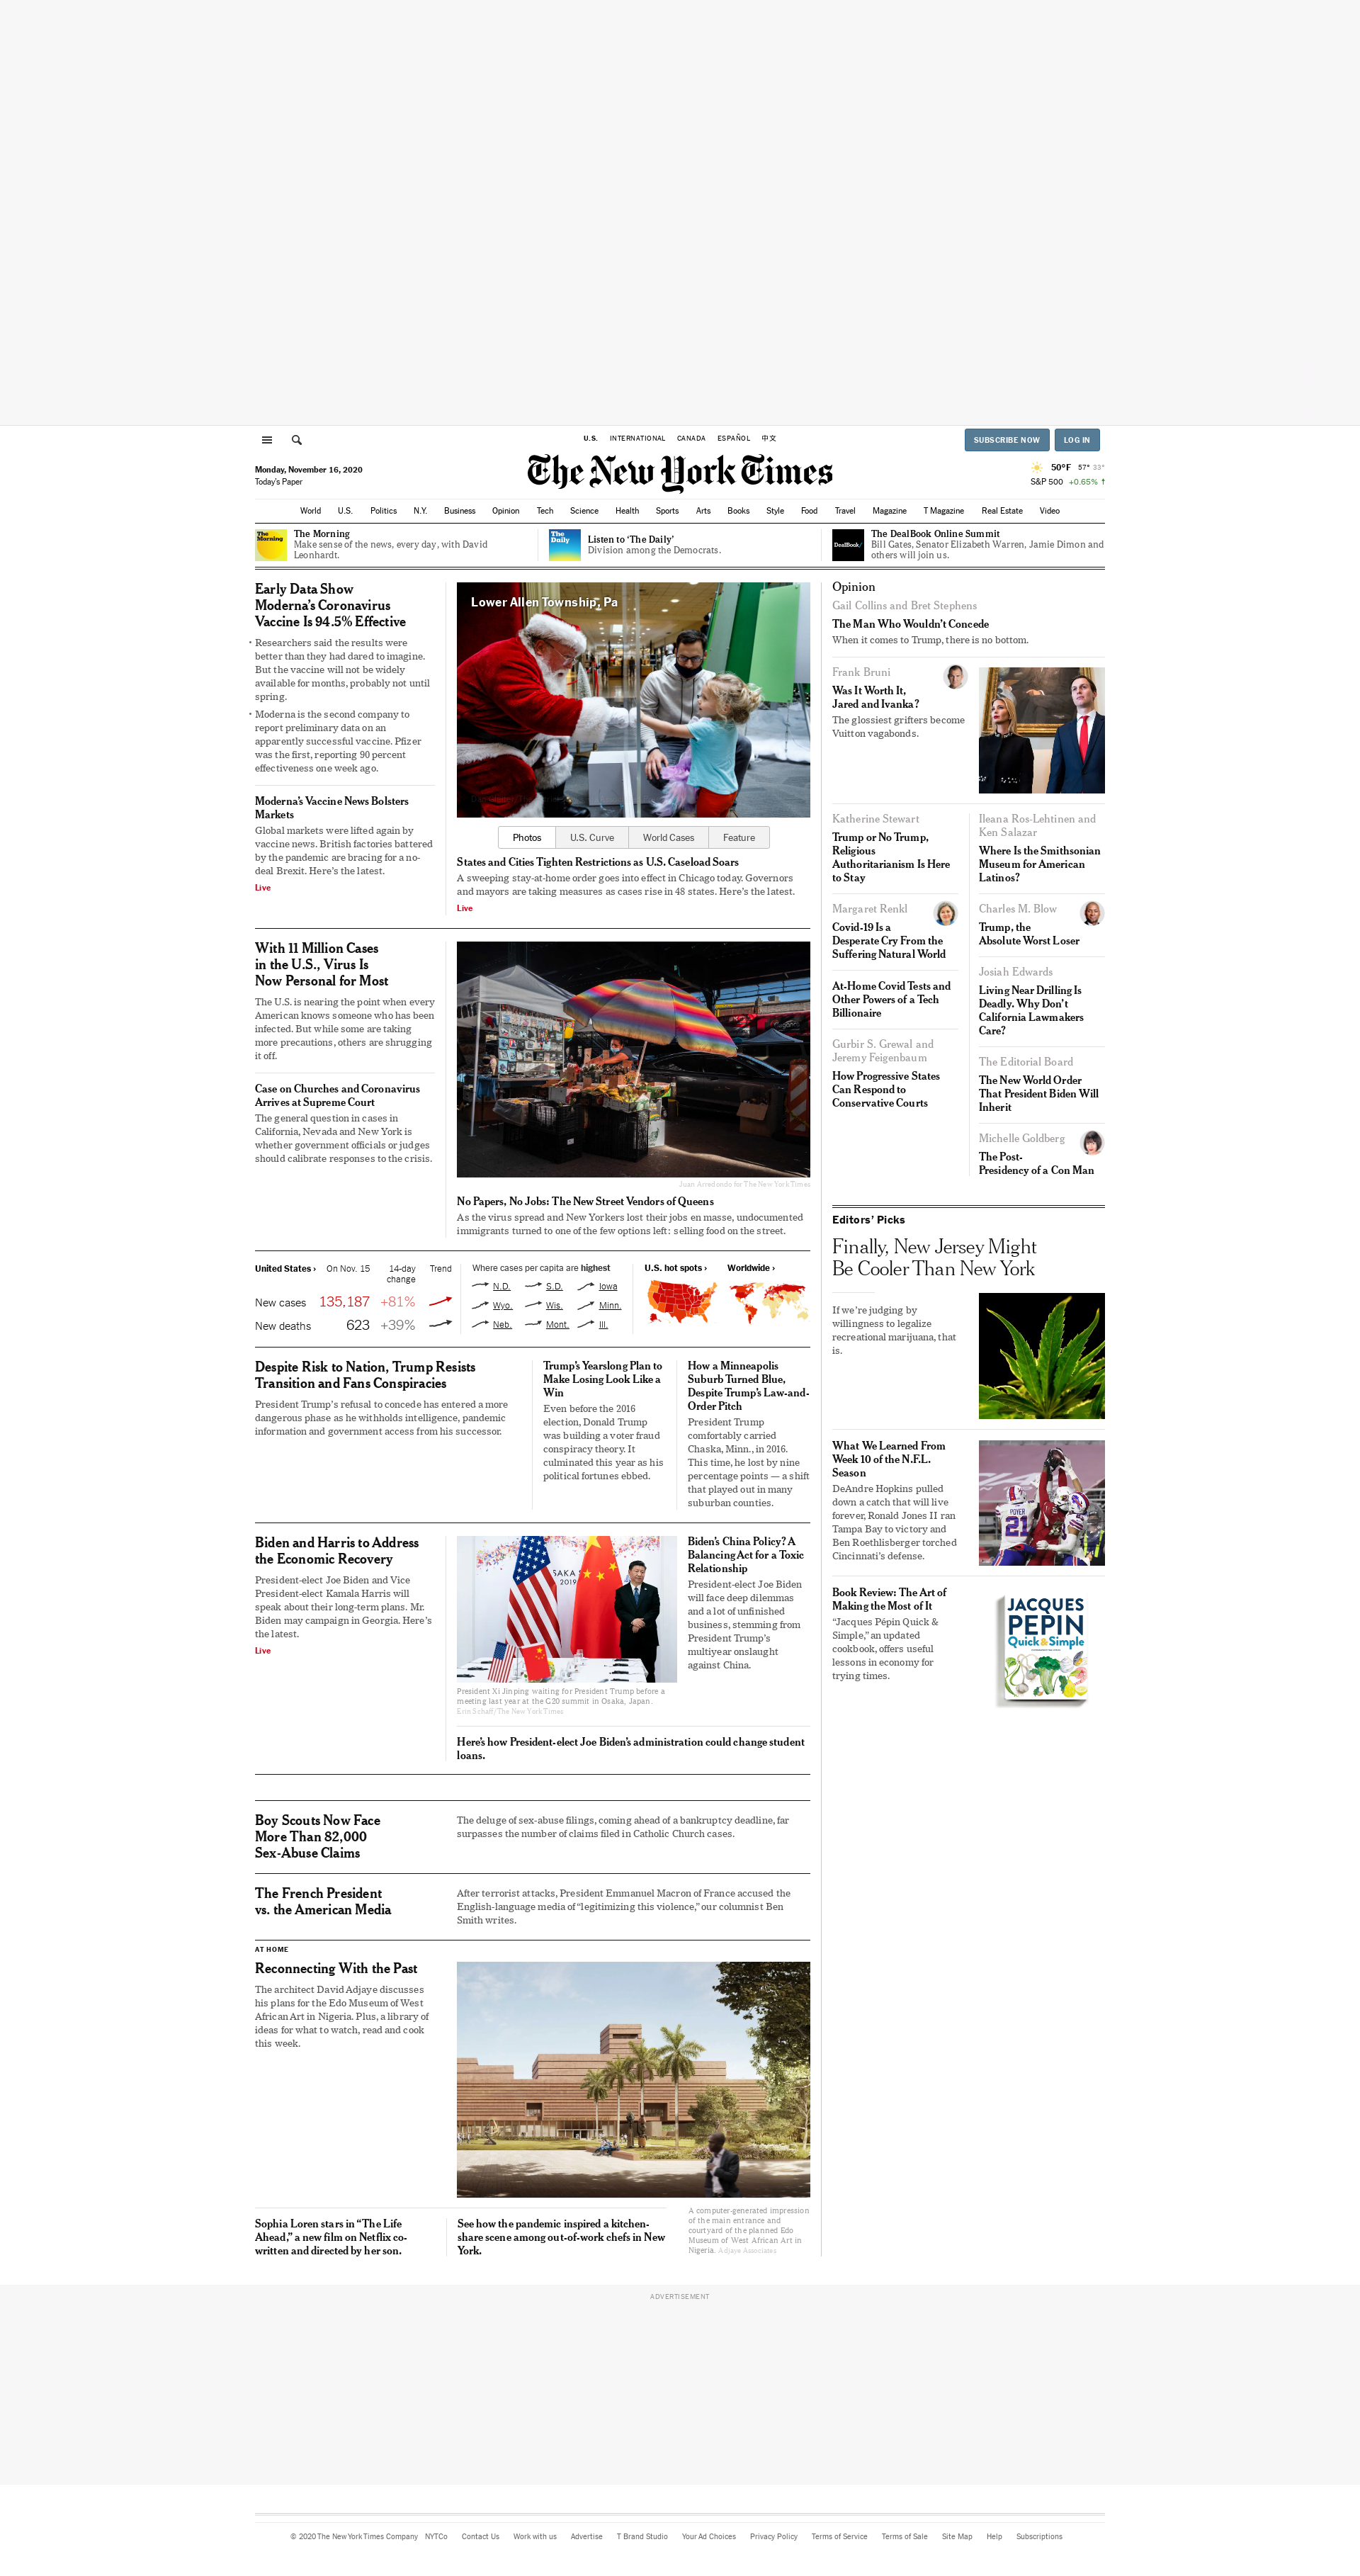 U.S. INTERNATIONAL CANADA ESPAÑOL 中文
SUBSCRIBE NOW LOG IN
The New York Times
Monday, November 16, 2020
Today's Paper
50°F 57° 33°
S&P 500 +0.65% ↑
World U.S. Politics N.Y. Business Opinion Tech Science Health Sports Arts Books Style Food Travel Magazine T Magazine Real Estate Video
The Morning
The Morning
Make sense of the news, every day, with David
Leonhardt.
The Daily
Listen to ‘The Daily’
Division among the Democrats.
DealBook/
The DealBook Online Summit
Bill Gates, Senator Elizabeth Warren, Jamie Dimon and
others will join us.
Early Data Show
Moderna’s Coronavirus
Vaccine Is 94.5% Effective
• Researchers said the results were
better than they had dared to imagine.
But the vaccine will not be widely
available for months, probably not until
spring.
• Moderna is the second company to
report preliminary data on an
apparently successful vaccine. Pfizer
was the first, reporting 90 percent
effectiveness one week ago.
Moderna’s Vaccine News Bolsters
Markets
Global markets were lifted again by
vaccine news. British factories battered
by the pandemic are bracing for a no-
deal Brexit. Here’s the latest.
Live
Lower Allen Township, Pa
Photos U.S. Curve World Cases Feature
States and Cities Tighten Restrictions as U.S. Caseload Soars
A sweeping stay-at-home order goes into effect in Chicago today. Governors
and mayors are taking measures as cases rise in 48 states. Here’s the latest.
Live
With 11 Million Cases
in the U.S., Virus Is
Now Personal for Most
The U.S. is nearing the point when every
American knows someone who has been
infected. But while some are taking
more precautions, others are shrugging
it off.
Case on Churches and Coronavirus
Arrives at Supreme Court
The general question in cases in
California, Nevada and New York is
whether government officials or judges
should calibrate responses to the crisis.
Juan Arredondo for The New York Times
No Papers, No Jobs: The New Street Vendors of Queens
As the virus spread and New Yorkers lost their jobs en masse, undocumented
immigrants turned to one of the few options left: selling food on the street.
United States › On Nov. 15 14-day
change Trend
New cases 135,187 +81%
New deaths 623 +39%
Where cases per capita are highest
N.D. S.D. Iowa
Wyo. Wis. Minn.
Neb. Mont. Ill.
U.S. hot spots › Worldwide ›
Despite Risk to Nation, Trump Resists
Transition and Fans Conspiracies
President Trump’s refusal to concede has entered a more
dangerous phase as he withholds intelligence, pandemic
information and government access from his successor.
Trump’s Yearslong Plan to
Make Losing Look Like a
Win
Even before the 2016
election, Donald Trump
was building a voter fraud
conspiracy theory. It
culminated this year as his
political fortunes ebbed.
How a Minneapolis
Suburb Turned Blue,
Despite Trump’s Law-and-
Order Pitch
President Trump
comfortably carried
Chaska, Minn., in 2016.
This time, he lost by nine
percentage points — a shift
that played out in many
suburban counties.
Biden and Harris to Address
the Economic Recovery
President-elect Joe Biden and Vice
President-elect Kamala Harris will
speak about their long-term plans. Mr.
Biden may campaign in Georgia. Here’s
the latest.
Live
OSAKA
2019
President Xi Jinping waiting for President Trump before a
meeting last year at the G20 summit in Osaka, Japan.
Erin Schaff/The New York Times
Biden’s China Policy? A
Balancing Act for a Toxic
Relationship
President-elect Joe Biden
will face deep dilemmas
and a lot of unfinished
business, stemming from
President Trump’s
multiyear onslaught
against China.
Here’s how President-elect Joe Biden’s administration could change student
loans.
Boy Scouts Now Face
More Than 82,000
Sex-Abuse Claims
The deluge of sex-abuse filings, coming ahead of a bankruptcy deadline, far
surpasses the number of claims filed in Catholic Church cases.
The French President
vs. the American Media
After terrorist attacks, President Emmanuel Macron of France accused the
English-language media of “legitimizing this violence,” our columnist Ben
Smith writes.
AT HOME
Reconnecting With the Past
The architect David Adjaye discusses
his plans for the Edo Museum of West
African Art in Nigeria. Plus, a library of
ideas for what to watch, read and cook
this week.
A computer-generated impression
of the main entrance and
courtyard of the planned Edo
Museum of West African Art in
Nigeria. Adjaye Associates
Sophia Loren stars in “The Life
Ahead,” a new film on Netflix co-
written and directed by her son.
See how the pandemic inspired a kitchen-
share scene among out-of-work chefs in New
York.
Opinion
Gail Collins and Bret Stephens
The Man Who Wouldn’t Concede
When it comes to Trump, there is no bottom.
Frank Bruni
Was It Worth It,
Jared and Ivanka?
The glossiest grifters become
Vuitton vagabonds.
Katherine Stewart
Trump or No Trump,
Religious
Authoritarianism Is Here
to Stay
Margaret Renkl
Covid-19 Is a
Desperate Cry From the
Suffering Natural World
At-Home Covid Tests and
Other Powers of a Tech
Billionaire
Gurbir S. Grewal and
Jeremy Feigenbaum
How Progressive States
Can Respond to
Conservative Courts
Ileana Ros-Lehtinen and
Ken Salazar
Where Is the Smithsonian
Museum for American
Latinos?
Charles M. Blow
Trump, the
Absolute Worst Loser
Josiah Edwards
Living Near Drilling Is
Deadly. Why Don’t
California Lawmakers
Care?
The Editorial Board
The New World Order
That President Biden Will
Inherit
Michelle Goldberg
The Post-
Presidency of a Con Man
Editors’ Picks
Finally, New Jersey Might
Be Cooler Than New York
If we’re judging by
willingness to legalize
recreational marijuana, that
is.
What We Learned From
Week 10 of the N.F.L.
Season
DeAndre Hopkins pulled
down a catch that will live
forever, Ronald Jones II ran
Tampa Bay to victory and
Ben Roethlisberger torched
Cincinnati’s defense.
POYER
21
Book Review: The Art of
Making the Most of It
“Jacques Pépin Quick &
Simple,” an updated
cookbook, offers useful
lessons in economy for
trying times.
JACQUES
PÉPIN
Quick & Simple
ADVERTISEMENT
© 2020 The New York Times Company NYTCo Contact Us Work with us Advertise T Brand Studio Your Ad Choices Privacy Policy Terms of Service Terms of Sale Site Map Help Subscriptions